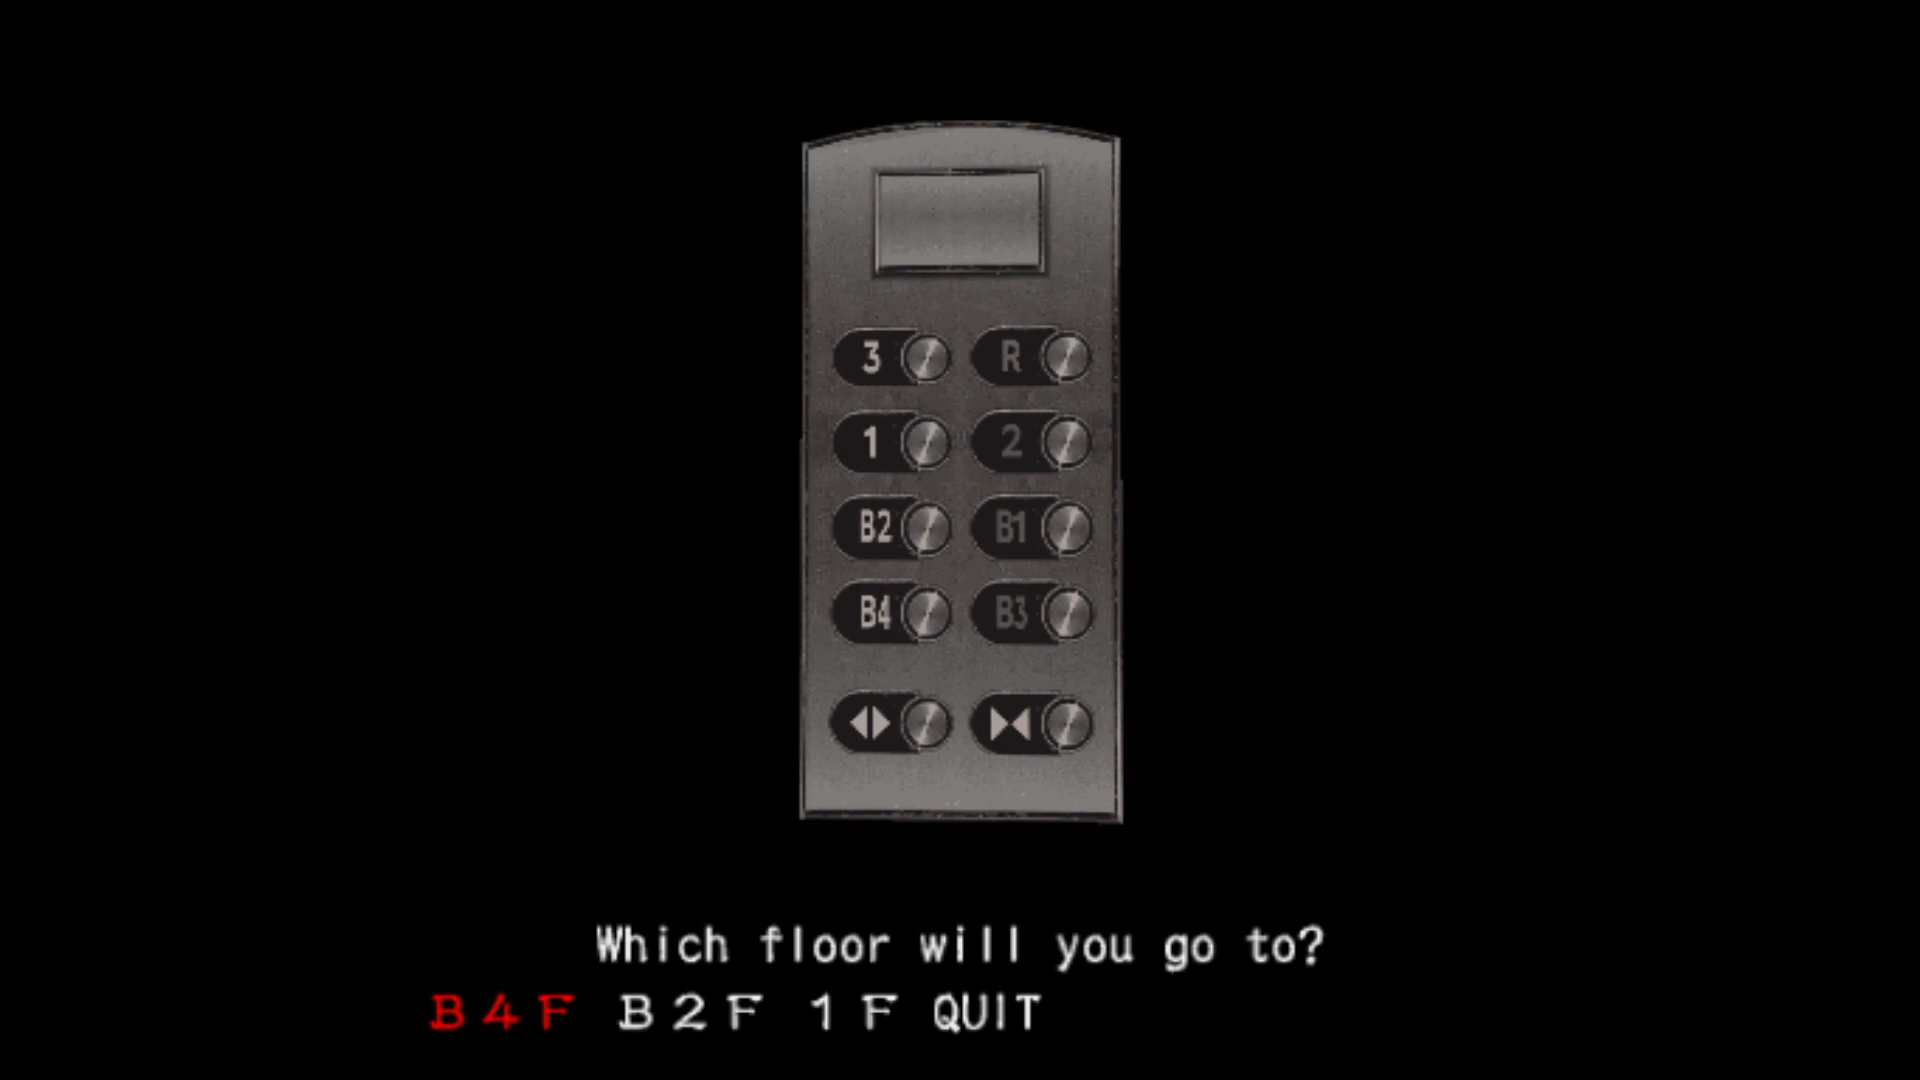 3 R
1 2
B2 B1
B4 B3
Which floor will you go to?
B4F B2F 1F QUIT